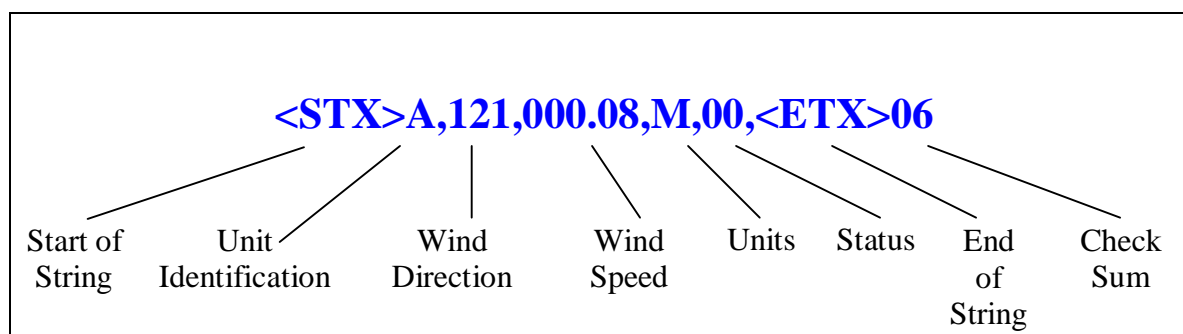 <STX>A,121,000.08,M,00,<ETX>06
Start of
String
Unit
Identification
Wind
Direction
Wind
Speed
Units
Status
End
of
String
Check
Sum